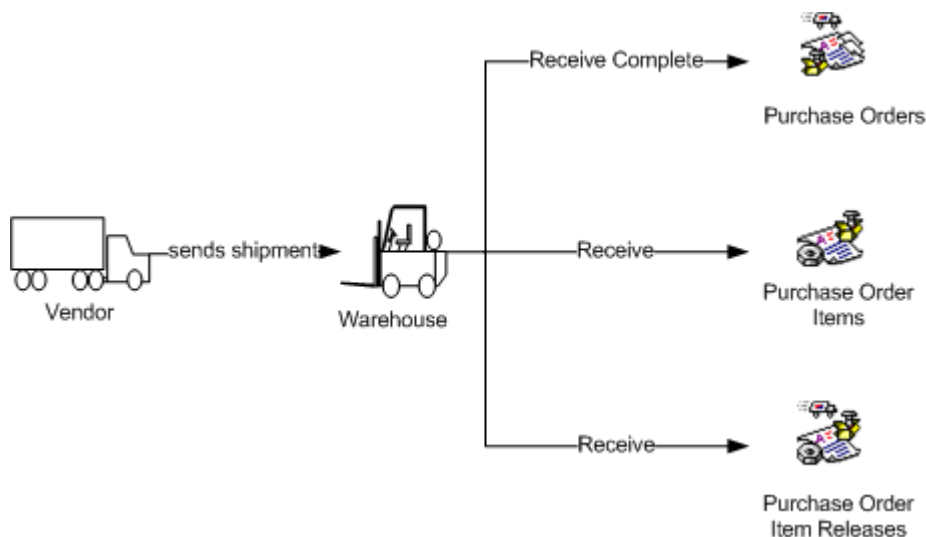 Receive Complete
Purchase Orders
sends shipment
Vendor
Warehouse
Receive
Purchase Order
Items
Receive
Purchase Order
Item Releases